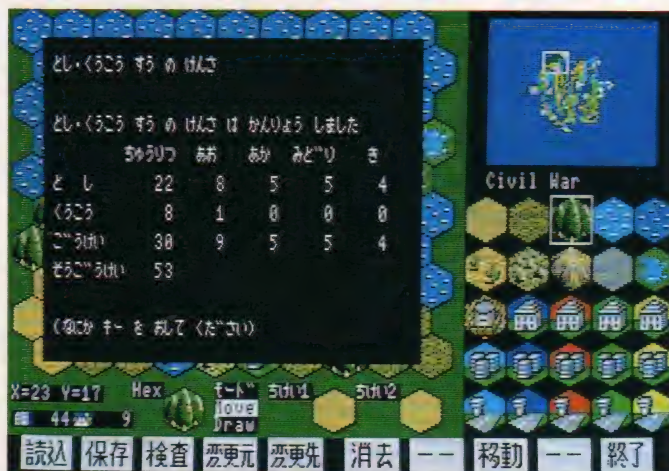 とし・くうこう すう の けんさ
とし・くうこう すう の けんさ は かんりょう しました
ちゅうりつ あお あか みど"り き
と し 22 8 5 5 4
くうこう 8 1 0 0 0
ご"うけい 30 9 5 5 4
そうご"うけい 53
(なにか キー を おして くだ"さい)
Civil War
X=23 Y=17 Hex モード" ちけい1 ちけい2
44 9 Move
Draw
読込 保存 検査 変更元 変更先 消去 -- 移動 -- 終了